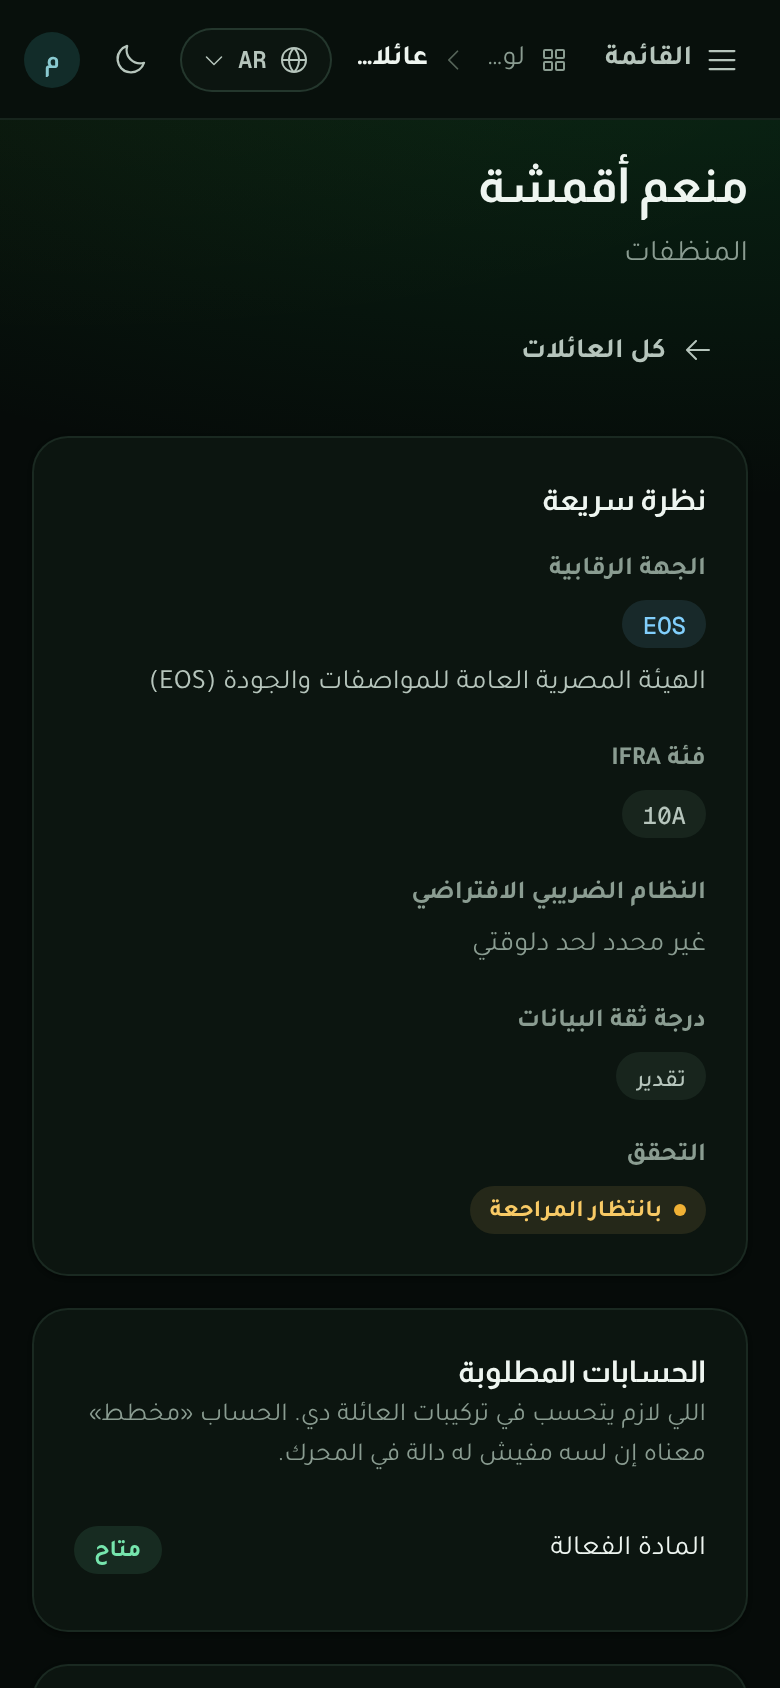 القائمة
لو...
عائلا...
AR
م
منعم أقمشة
المنظفات
كل العائلات
نظرة سريعة
الجهة الرقابية
EOS
الهيئة المصرية العامة للمواصفات والجودة (EOS)
فئة IFRA
10A
النظام الضريبي الافتراضي
غير محدد لحد دلوقتي
درجة ثقة البيانات
تقدير
التحقق
بانتظار المراجعة
الحسابات المطلوبة
اللي لازم يتحسب في تركيبات العائلة دي. الحساب «مخطط»
معناه إن لسه مفيش له دالة في المحرك.
المادة الفعالة
متاح